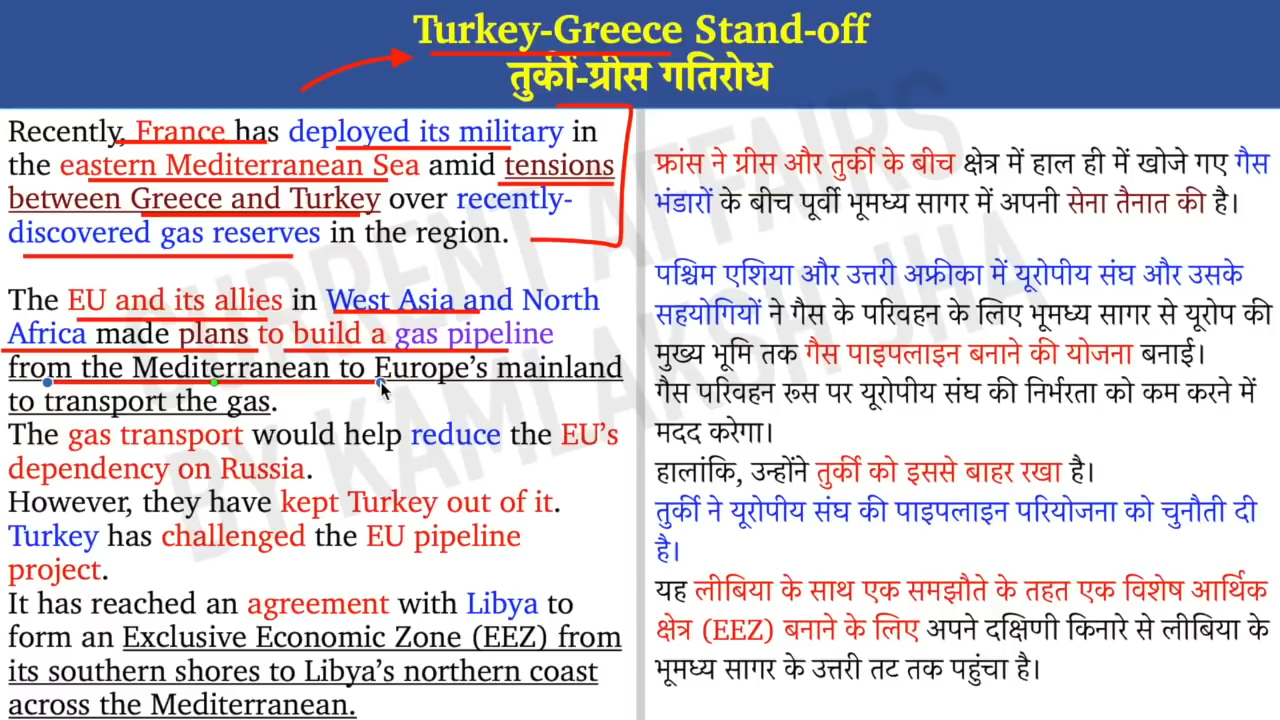 Turkey-Greece Stand-off
तुर्की-ग्रीस गतिरोध
Recently, France has deployed its military in
the eastern Mediterranean Sea amid tensions
between Greece and Turkey over recently-
discovered gas reserves in the region.
The EU and its allies in West Asia and North
Africa made plans to build a gas pipeline
from the Mediterranean to Europe's mainland
to transport the gas.
The gas transport would help reduce the EU's
dependency on Russia.
However, they have kept Turkey out of it.
Turkey has challenged the EU pipeline
project.
It has reached an agreement with Libya to
form an Exclusive Economic Zone (EEZ) from
its southern shores to Libya's northern coast
across the Mediterranean.
फ्रांस ने ग्रीस और तुर्की के बीच क्षेत्र में हाल ही में खोजे गए गैस
भंडारों के बीच पूर्वी भूमध्य सागर में अपनी सेना तैनात की है।
पश्चिम एशिया और उत्तरी अफ्रीका में यूरोपीय संघ और उसके
सहयोगियों ने गैस के परिवहन के लिए भूमध्य सागर से यूरोप की
मुख्य भूमि तक गैस पाइपलाइन बनाने की योजना बनाई।
गैस परिवहन रूस पर यूरोपीय संघ की निर्भरता को कम करने में
मदद करेगा।
हालांकि, उन्होंने तुर्की को इससे बाहर रखा है।
तुर्की ने यूरोपीय संघ की पाइपलाइन परियोजना को चुनौती दी
है।
यह लीबिया के साथ एक समझौते के तहत एक विशेष आर्थिक
क्षेत्र (EEZ) बनाने के लिए अपने दक्षिणी किनारे से लीबिया के
भूमध्य सागर के उत्तरी तट तक पहुंचा है।
CURRENT AFFAIRS
BY KAMLAKSH JHA